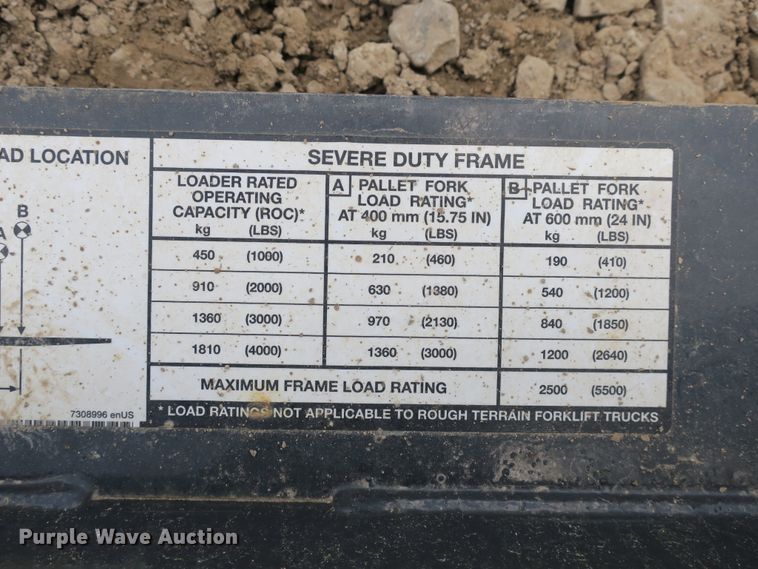 AD LOCATION
B
A
7308996 enUS
SEVERE DUTY FRAME
LOADER RATED OPERATING CAPACITY (ROC)*
kg (LBS)
A PALLET FORK LOAD RATING* AT 400 mm (15.75 IN)
kg (LBS)
B PALLET FORK LOAD RATING* AT 600 mm (24 IN)
kg (LBS)
450 (1000) 210 (460) 190 (410)
910 (2000) 630 (1380) 540 (1200)
1360 (3000) 970 (2130) 840 (1850)
1810 (4000) 1360 (3000) 1200 (2640)
MAXIMUM FRAME LOAD RATING 2500 (5500)
* LOAD RATINGS NOT APPLICABLE TO ROUGH TERRAIN FORKLIFT TRUCKS
Purple Wave Auction